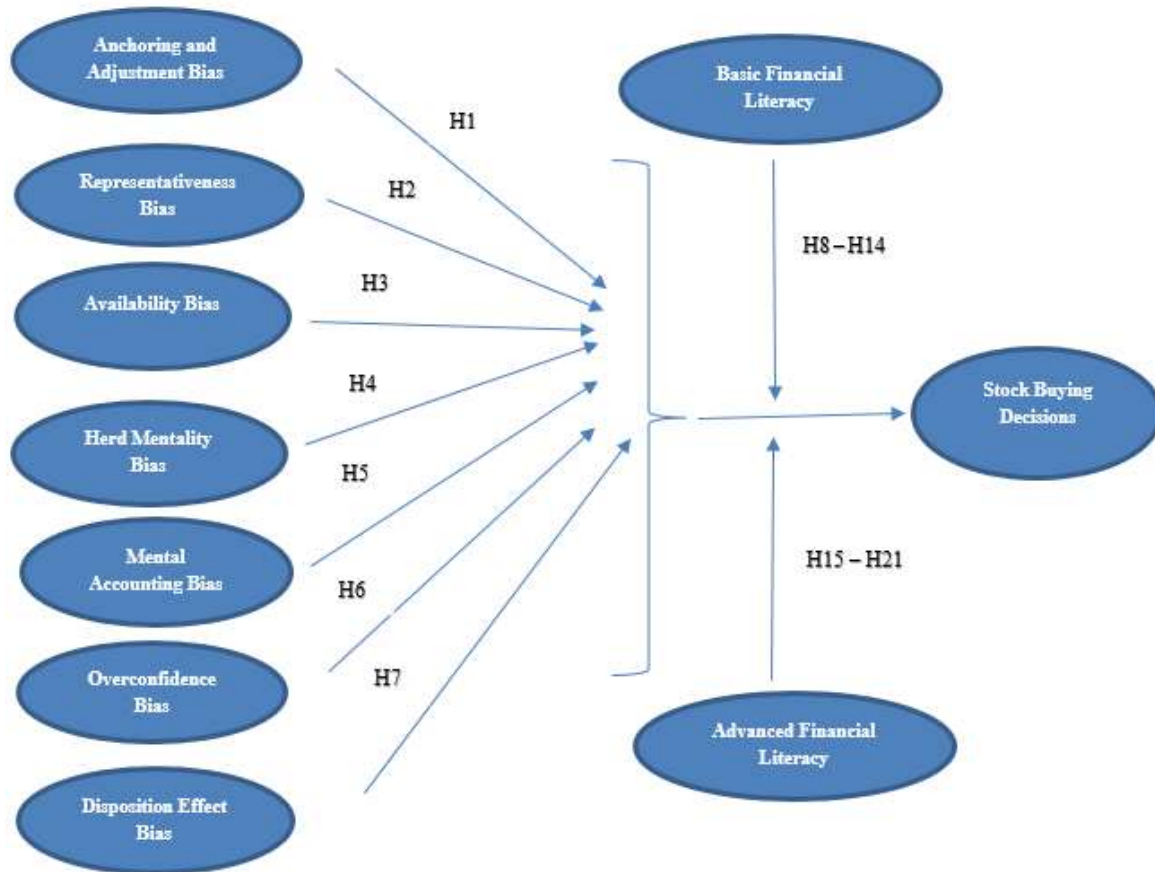 Anchoring and
Adjustment Bias
Basic Financial
Literacy
H1
Representativeness
Bias
H2
H8 – H14
Availability Bias
H3
H4
Stock Buying
Decisions
Herd Mentality
Bias
H5
Mental
Accounting Bias
H15 – H21
H6
Overconfidence
Bias
H7
Advanced Financial
Literacy
Disposition Effect
Bias